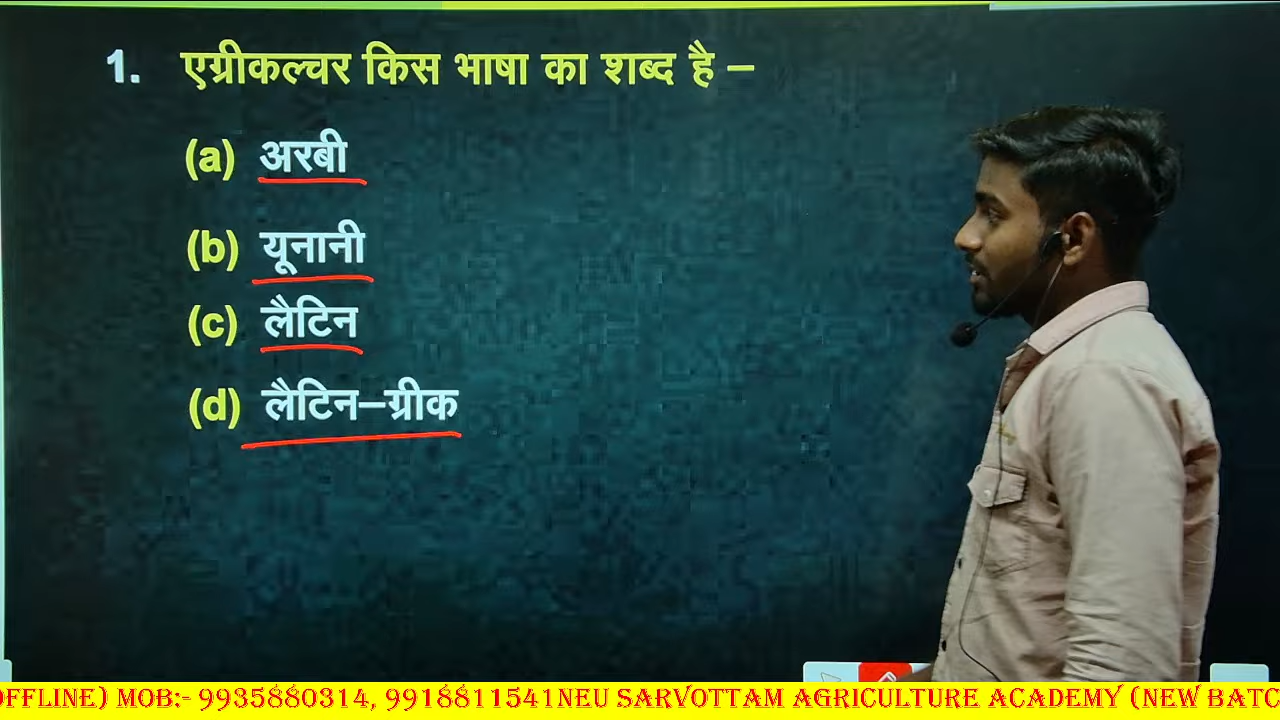 1. एग्रीकल्चर किस भाषा का शब्द है –
(a) अरबी
(b) यूनानी
(c) लैटिन
(d) लैटिन–ग्रीक
OFFLINE) MOB:- 9935880314, 9918811541NEU SARVOTTAM AGRICULTURE ACADEMY (NEW BATC